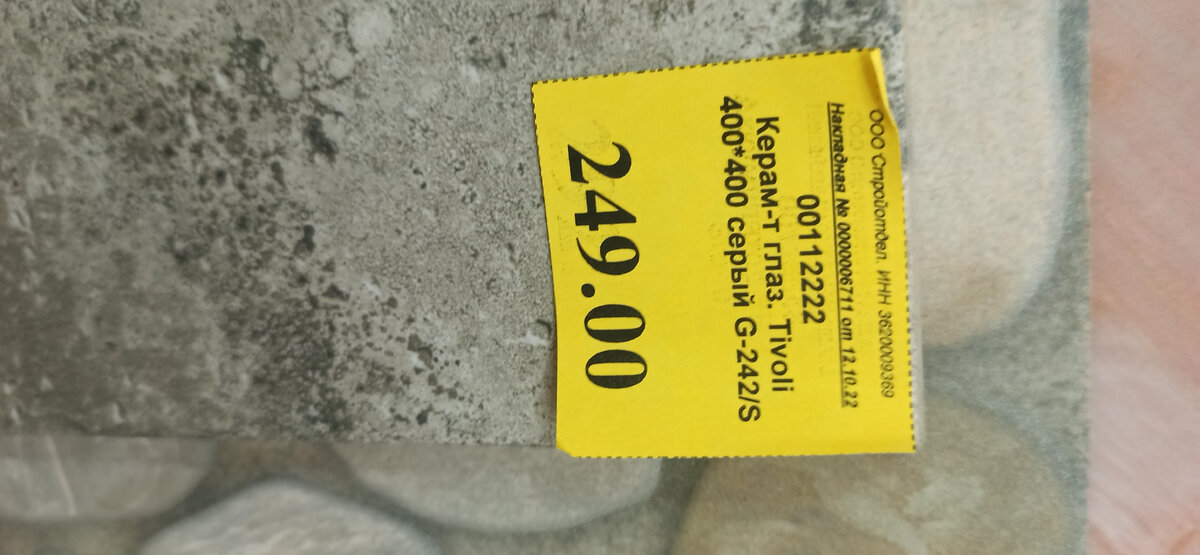 ООО Стройотдел. ИНН 3620009369
Накладная № 0000006711 от 12.10.22
00112222
Керам-т глаз. Tivoli
400*400 серый G-242/S
249.00